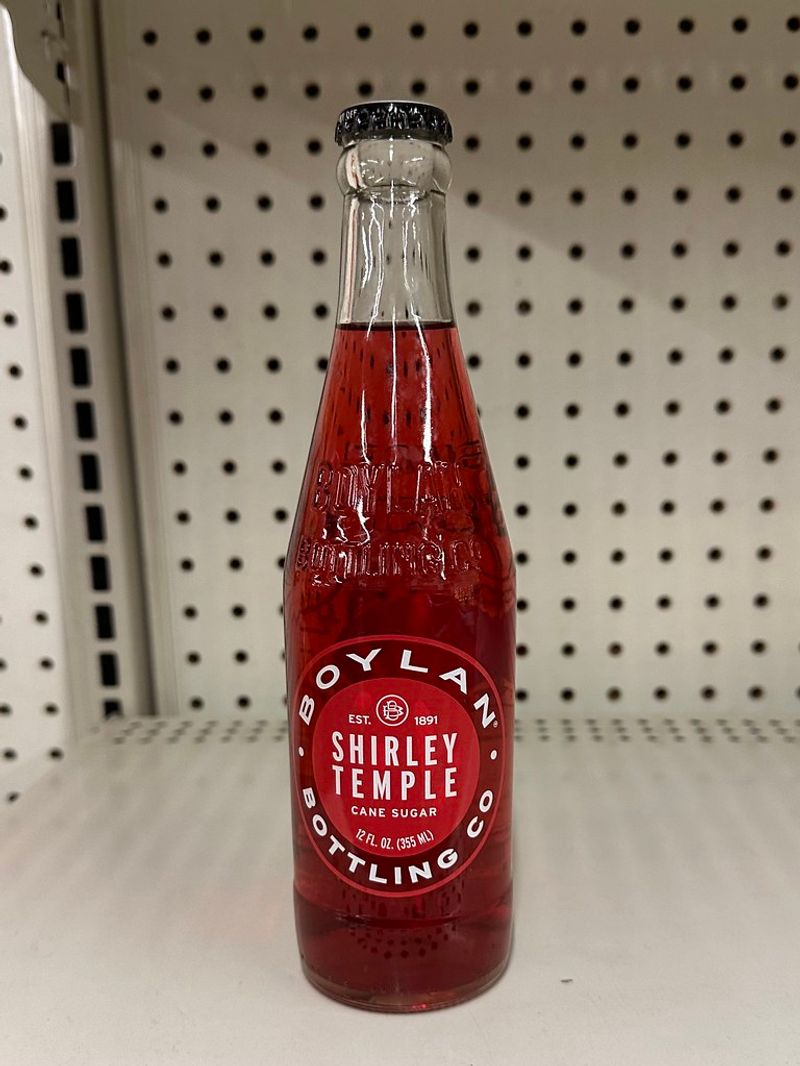 BOYLAN
BOTTLING CO
BOYLAN®
EST. 1891
SHIRLEY
TEMPLE
CANE SUGAR
12 FL. OZ. (355 ML)
BOTTLING CO